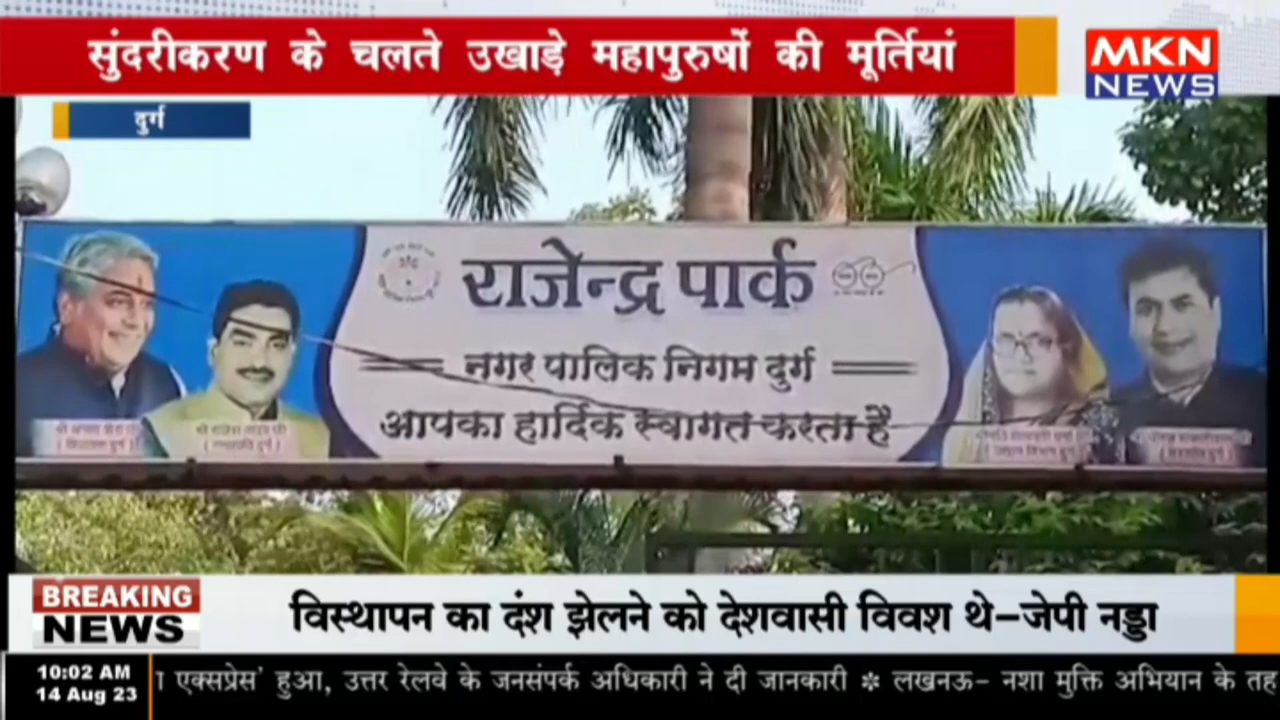 सुंदरीकरण के चलते उखाड़े महापुरुषों की मूर्तियां
MKN
NEWS
दुर्ग
राजेन्द्र पार्क
नगर पालिक निगम दुर्ग
आपका हार्दिक स्वागत करता है
BREAKING
NEWS
विस्थापन का दंश झेलने को देशवासी विवश थे–जेपी नड्डा
10:02 AM
14 Aug 23
एक्सप्रेस' हुआ, उत्तर रेलवे के जनसंपर्क अधिकारी ने दी जानकारी * लखनऊ– नशा मुक्ति अभियान के तह